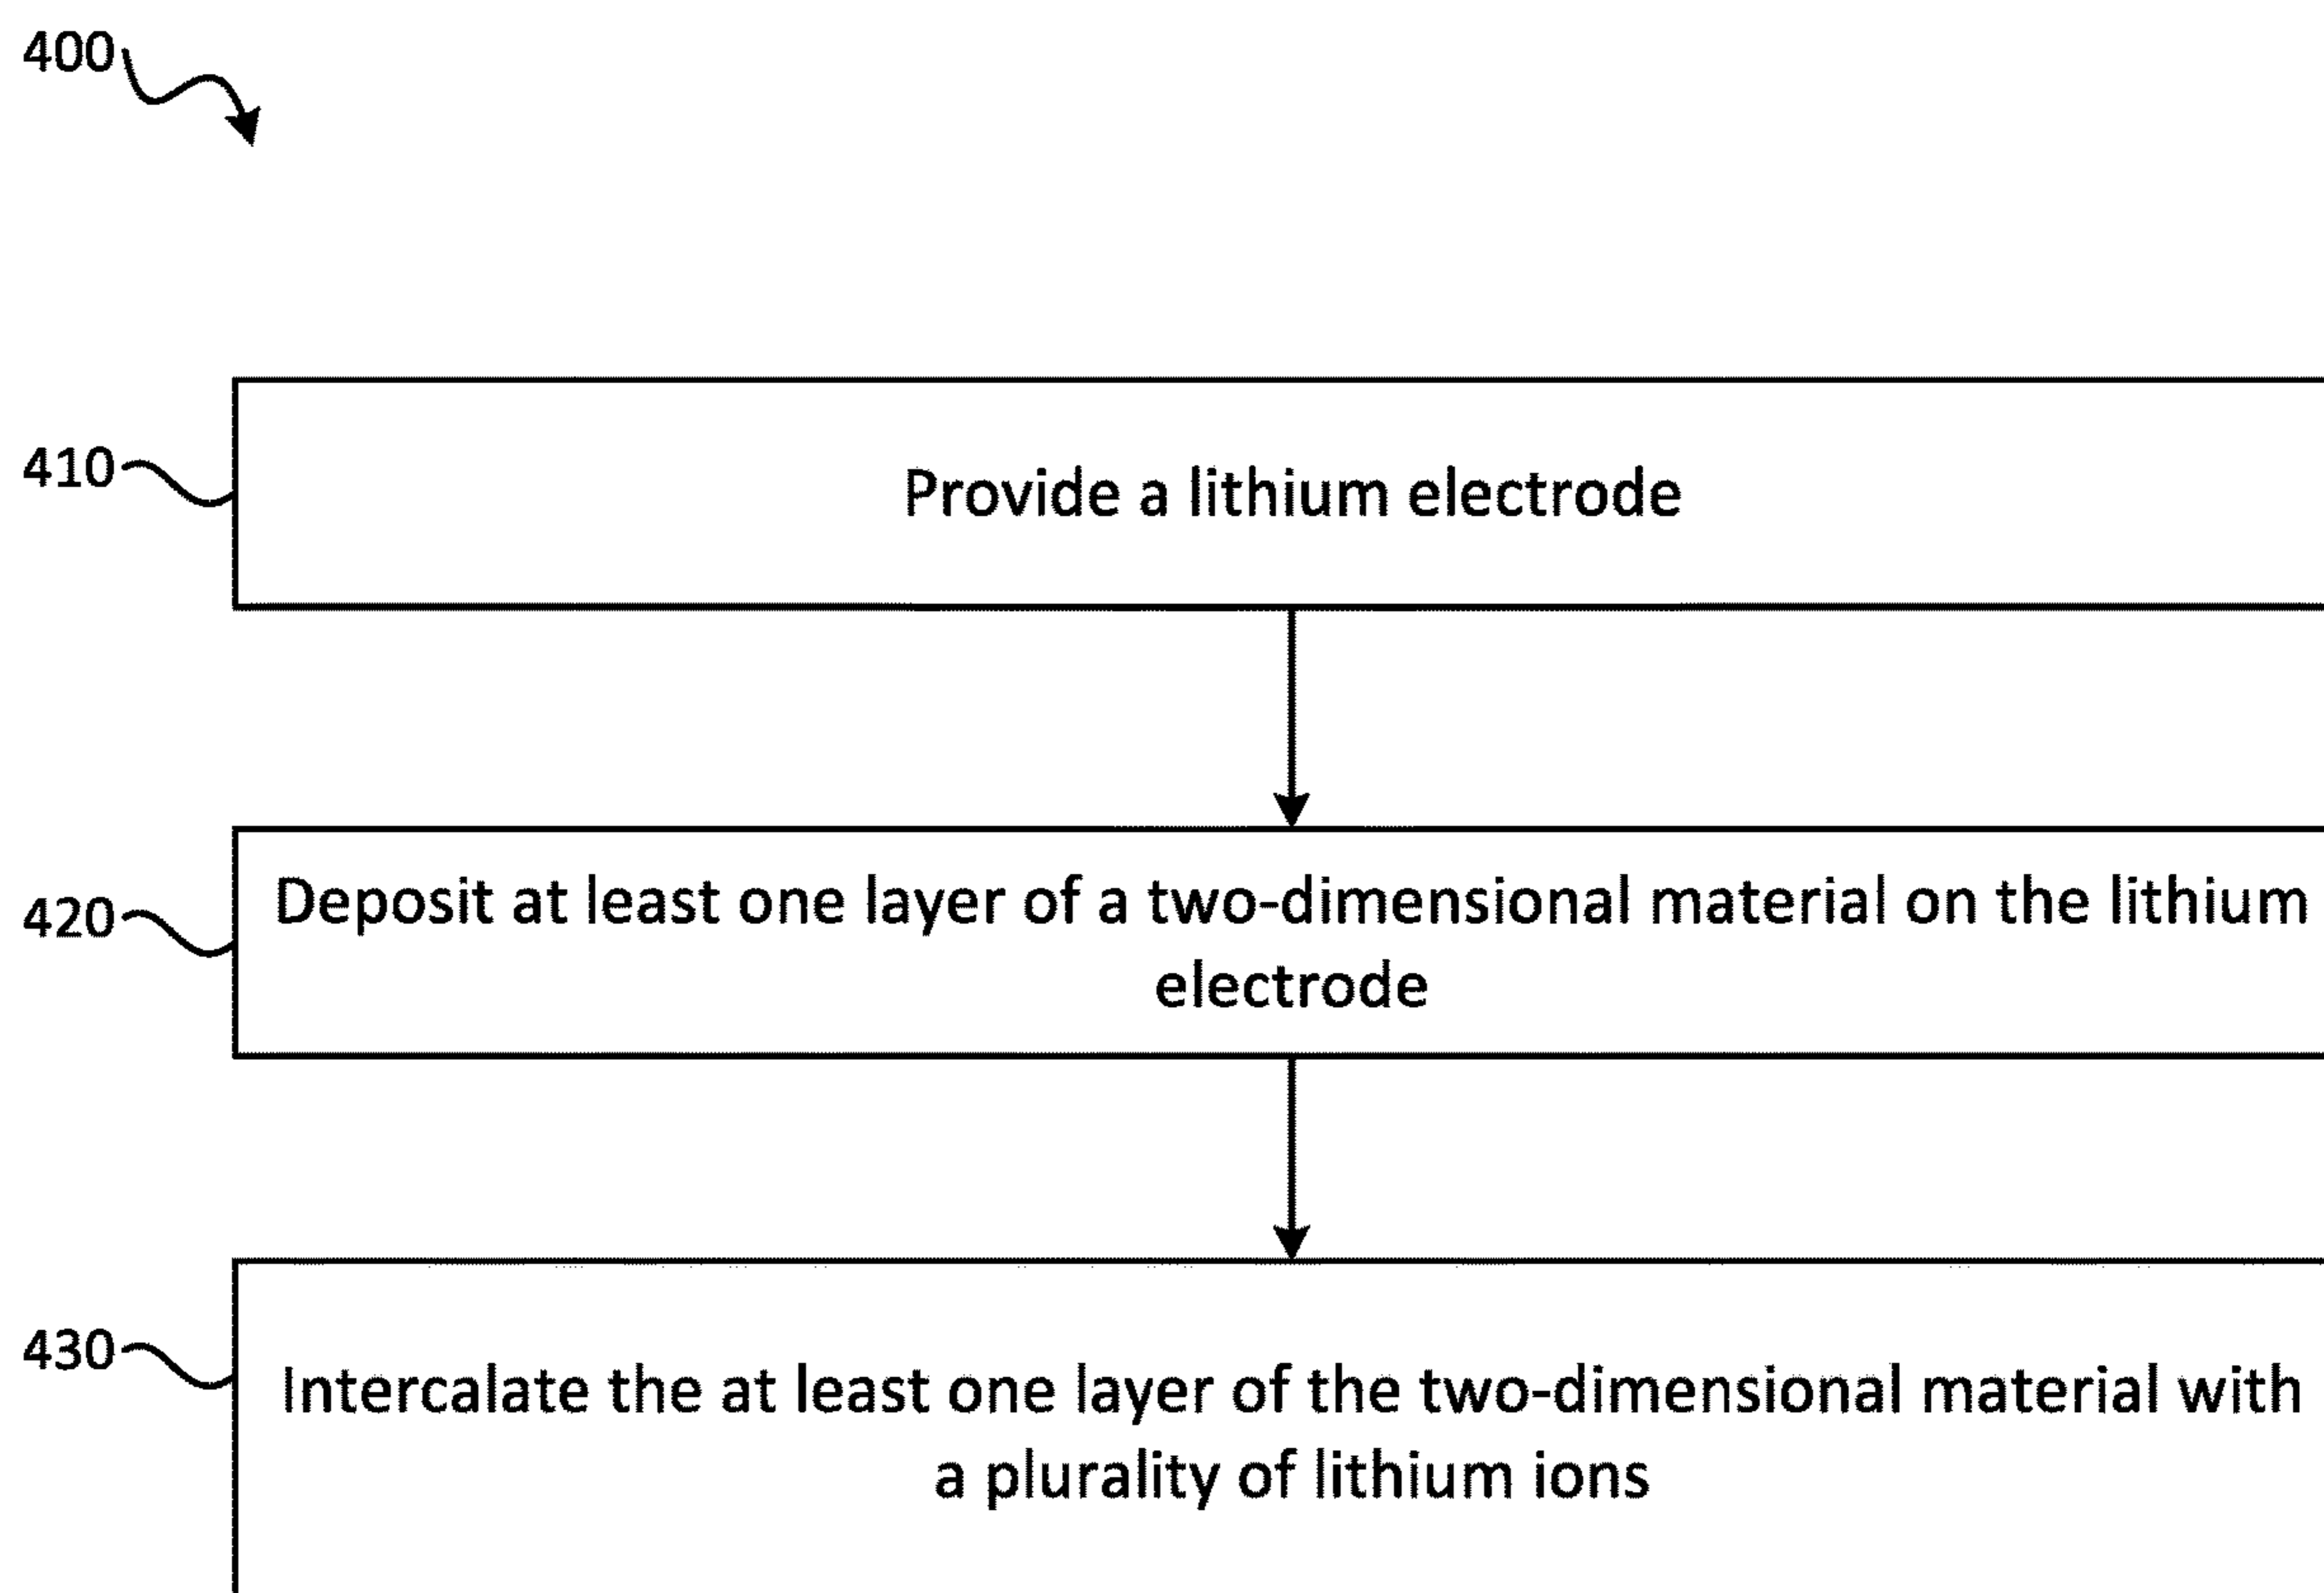 400
410
Provide a lithium electrode
420
Deposit at least one layer of a two-dimensional material on the lithium
electrode
430
Intercalate the at least one layer of the two-dimensional material with
a plurality of lithium ions